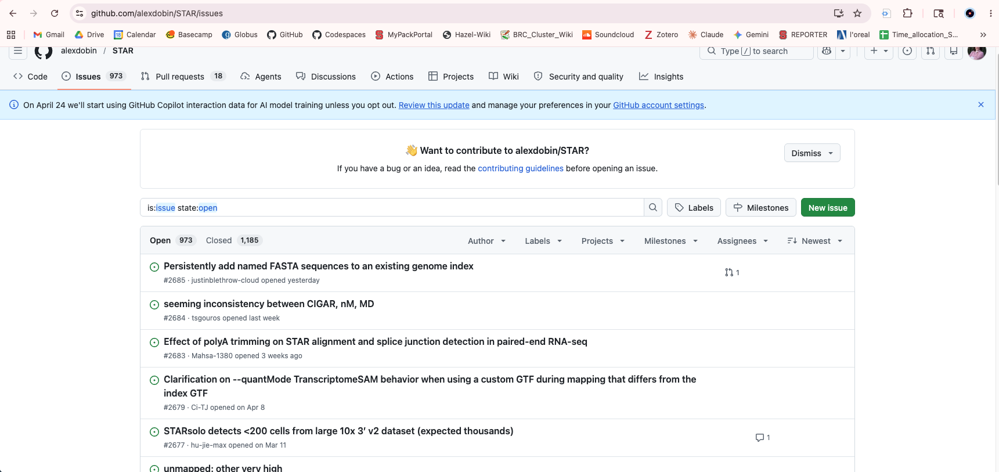 github.com/alexdobin/STAR/issues
Gmail Drive 18 Calendar Basecamp Globus GitHub Codespaces MyPackPortal Hazel-Wiki BRC_Cluster_Wiki Soundcloud Zotero Claude Gemini REPORTER l'oreal Time_allocation_S... »
alexdobin / STAR Type / to search
Code Issues 973 Pull requests 18 Agents Discussions Actions Projects Wiki Security and quality Insights
On April 24 we'll start using GitHub Copilot interaction data for AI model training unless you opt out. Review this update and manage your preferences in your GitHub account settings.
👋 Want to contribute to alexdobin/STAR?
Dismiss
If you have a bug or an idea, read the contributing guidelines before opening an issue.
is:issue state:open Labels Milestones New issue
Open 973 Closed 1,185 Author Labels Projects Milestones Assignees Newest
Persistently add named FASTA sequences to an existing genome index
1
#2685 · justinblethrow-cloud opened yesterday
seeming inconsistency between CIGAR, nM, MD
#2684 · tsgouros opened last week
Effect of polyA trimming on STAR alignment and splice junction detection in paired-end RNA-seq
#2683 · Mahsa-1380 opened 3 weeks ago
Clarification on --quantMode TranscriptomeSAM behavior when using a custom GTF during mapping that differs from the
index GTF
#2679 · Ci-TJ opened on Apr 8
STARsolo detects <200 cells from large 10x 3′ v2 dataset (expected thousands)
1
#2677 · hu-jie-max opened on Mar 11
unmapped: other very high